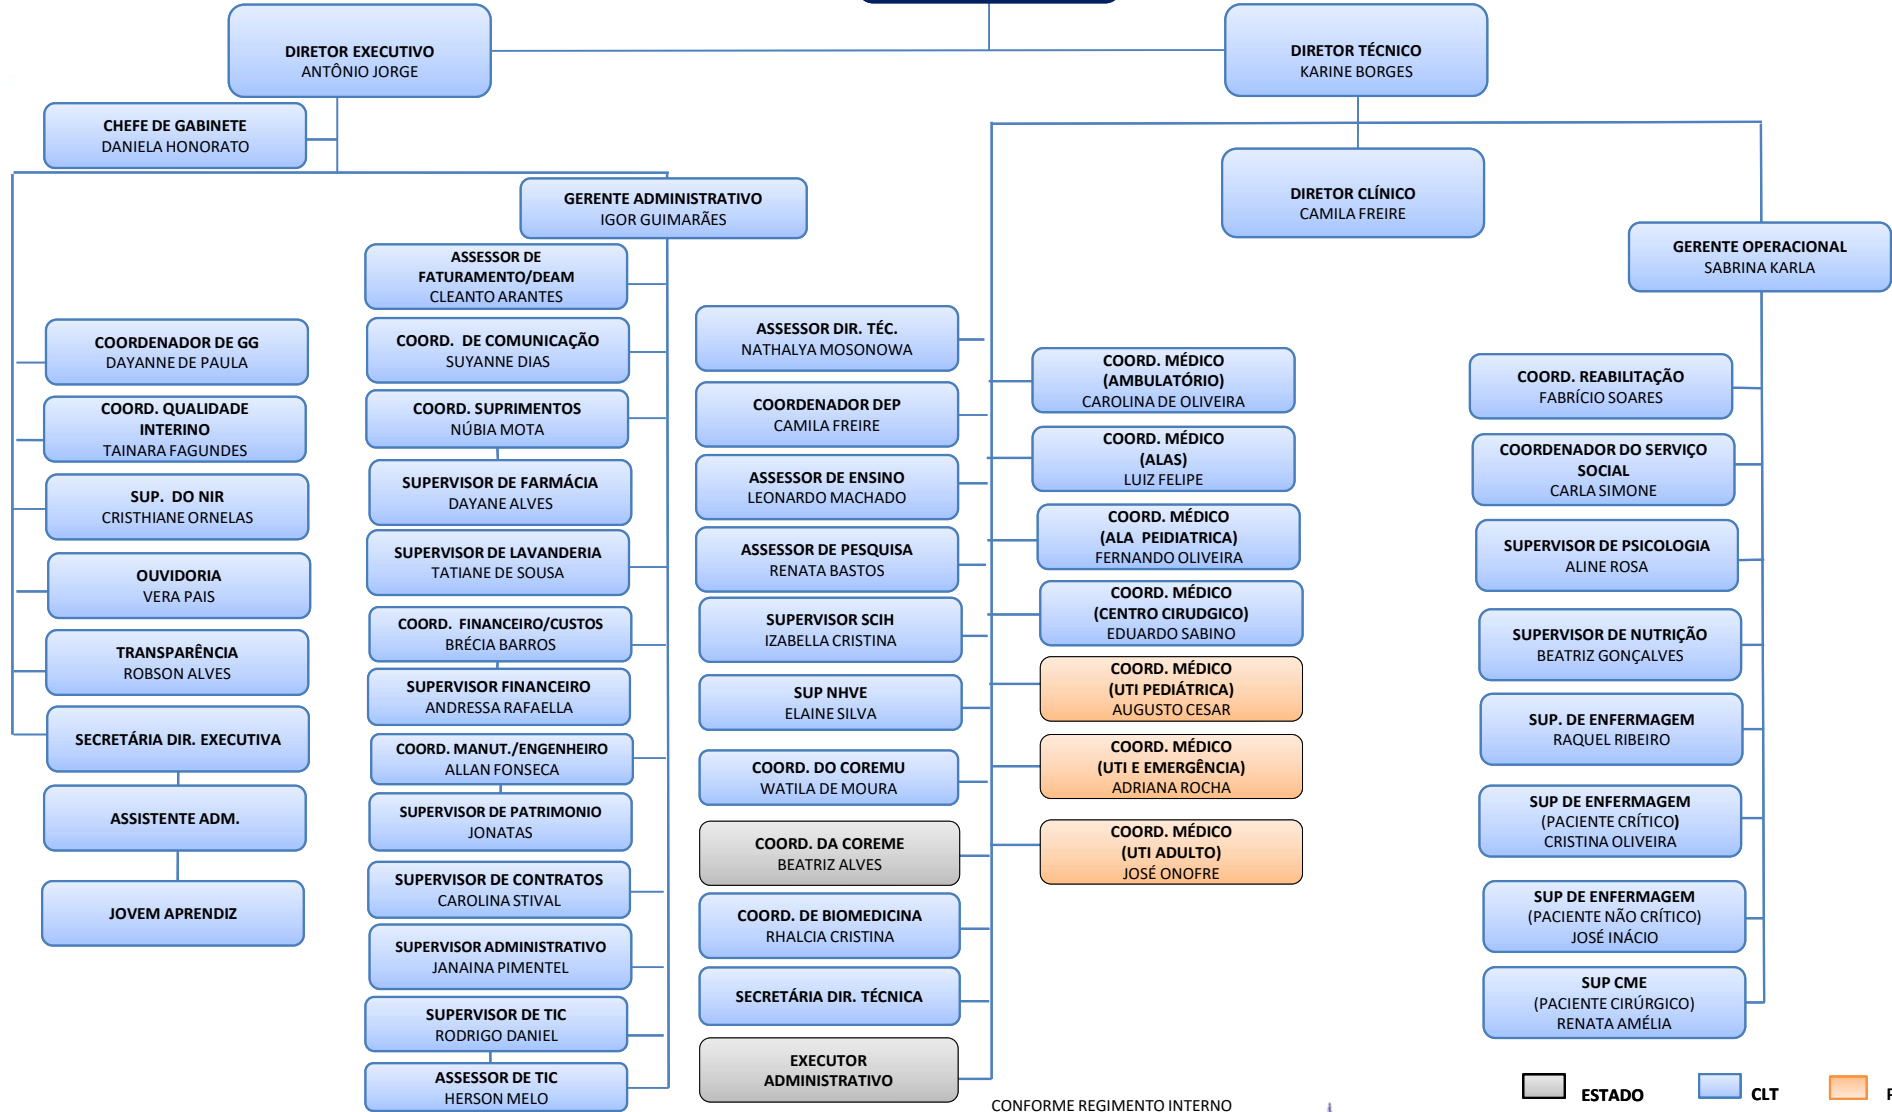 DIRETOR EXECUTIVO
ANTÔNIO JORGE
DIRETOR TÉCNICO
KARINE BORGES
CHEFE DE GABINETE
DANIELA HONORATO
GERENTE ADMINISTRATIVO
IGOR GUIMARÃES
DIRETOR CLÍNICO
CAMILA FREIRE
GERENTE OPERACIONAL
SABRINA KARLA
COORDENADOR DE GG
DAYANNE DE PAULA
COORD. QUALIDADE
INTERINO
TAINARA FAGUNDES
SUP. DO NIR
CRISTHIANE ORNELAS
OUVIDORIA
VERA PAIS
TRANSPARÊNCIA
ROBSON ALVES
SECRETÁRIA DIR. EXECUTIVA
ASSISTENTE ADM.
JOVEM APRENDIZ
ASSESSOR DE
FATURAMENTO/DEAM
CLEANTO ARANTES
COORD. DE COMUNICAÇÃO
SUYANNE DIAS
COORD. SUPRIMENTOS
NÚBIA MOTA
SUPERVISOR DE FARMÁCIA
DAYANE ALVES
SUPERVISOR DE LAVANDERIA
TATIANE DE SOUSA
COORD. FINANCEIRO/CUSTOS
BRÉCIA BARROS
SUPERVISOR FINANCEIRO
ANDRESSA RAFAELLA
COORD. MANUT./ENGENHEIRO
ALLAN FONSECA
SUPERVISOR DE PATRIMONIO
JONATAS
SUPERVISOR DE CONTRATOS
CAROLINA STIVAL
SUPERVISOR ADMINISTRATIVO
JANAINA PIMENTEL
SUPERVISOR DE TIC
RODRIGO DANIEL
ASSESSOR DE TIC
HERSON MELO
ASSESSOR DIR. TÉC.
NATHALYA MOSONOWA
COORDENADOR DEP
CAMILA FREIRE
ASSESSOR DE ENSINO
LEONARDO MACHADO
ASSESSOR DE PESQUISA
RENATA BASTOS
SUPERVISOR SCIH
IZABELLA CRISTINA
SUP NHVE
ELAINE SILVA
COORD. DO COREMU
WATILA DE MOURA
COORD. DA COREME
BEATRIZ ALVES
COORD. DE BIOMEDICINA
RHALCIA CRISTINA
SECRETÁRIA DIR. TÉCNICA
EXECUTOR
ADMINISTRATIVO
COORD. MÉDICO
(AMBULATÓRIO)
CAROLINA DE OLIVEIRA
COORD. MÉDICO
(ALAS)
LUIZ FELIPE
COORD. MÉDICO
(ALA PEIDIATRICA)
FERNANDO OLIVEIRA
COORD. MÉDICO
(CENTRO CIRUDGICO)
EDUARDO SABINO
COORD. MÉDICO
(UTI PEDIÁTRICA)
AUGUSTO CESAR
COORD. MÉDICO
(UTI E EMERGÊNCIA)
ADRIANA ROCHA
COORD. MÉDICO
(UTI ADULTO)
JOSÉ ONOFRE
COORD. REABILITAÇÃO
FABRÍCIO SOARES
COORDENADOR DO SERVIÇO
SOCIAL
CARLA SIMONE
SUPERVISOR DE PSICOLOGIA
ALINE ROSA
SUPERVISOR DE NUTRIÇÃO
BEATRIZ GONÇALVES
SUP. DE ENFERMAGEM
RAQUEL RIBEIRO
SUP DE ENFERMAGEM
(PACIENTE CRÍTICO)
CRISTINA OLIVEIRA
SUP DE ENFERMAGEM
(PACIENTE NÃO CRÍTICO)
JOSÉ INÁCIO
SUP CME
(PACIENTE CIRÚRGICO)
RENATA AMÉLIA
ESTADO CLT
CONFORME REGIMENTO INTERNO